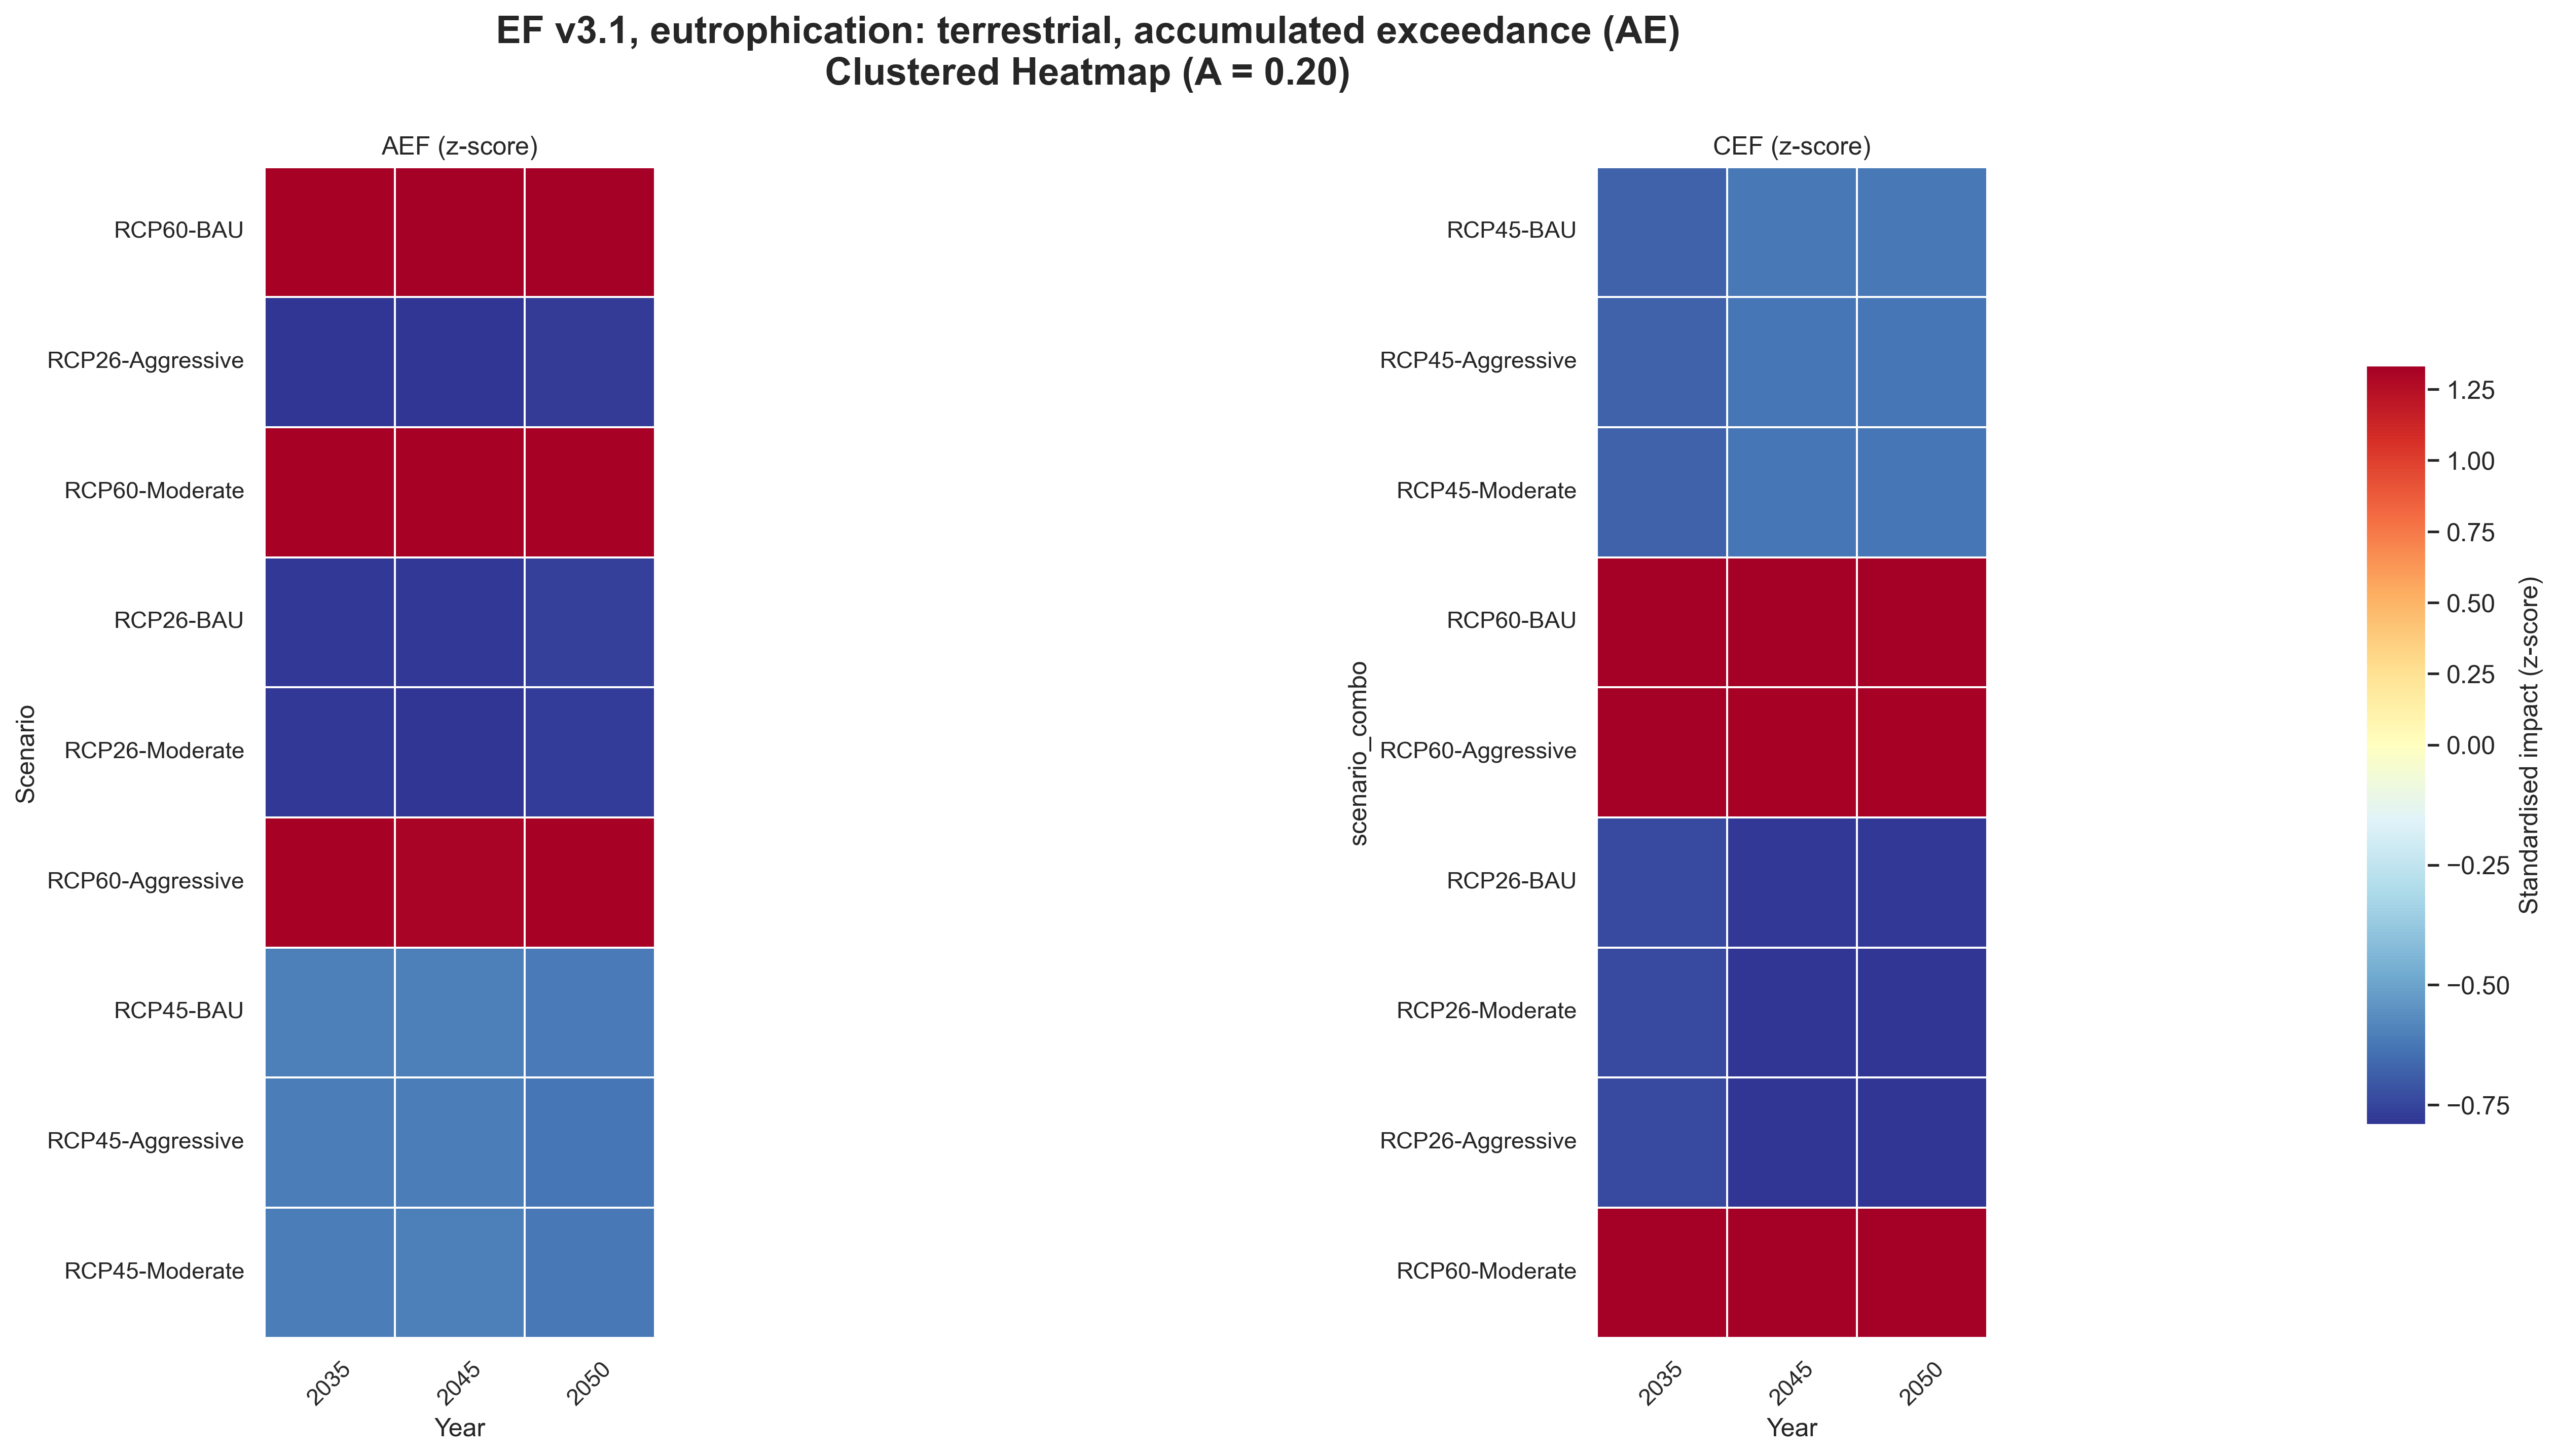 EF v3.1, eutrophication: terrestrial, accumulated exceedance (AE)
Clustered Heatmap (A = 0.20)
AEF (z-score)
Scenario
RCP60-BAU
RCP26-Aggressive
RCP60-Moderate
RCP26-BAU
RCP26-Moderate
RCP60-Aggressive
RCP45-BAU
RCP45-Aggressive
RCP45-Moderate
2035
2045
2050
Year
CEF (z-score)
scenario_combo
RCP45-BAU
RCP45-Aggressive
RCP45-Moderate
RCP60-BAU
RCP60-Aggressive
RCP26-BAU
RCP26-Moderate
RCP26-Aggressive
RCP60-Moderate
2035
2045
2050
Year
1.25
1.00
0.75
0.50
0.25
0.00
−0.25
−0.50
−0.75
Standardised impact (z-score)